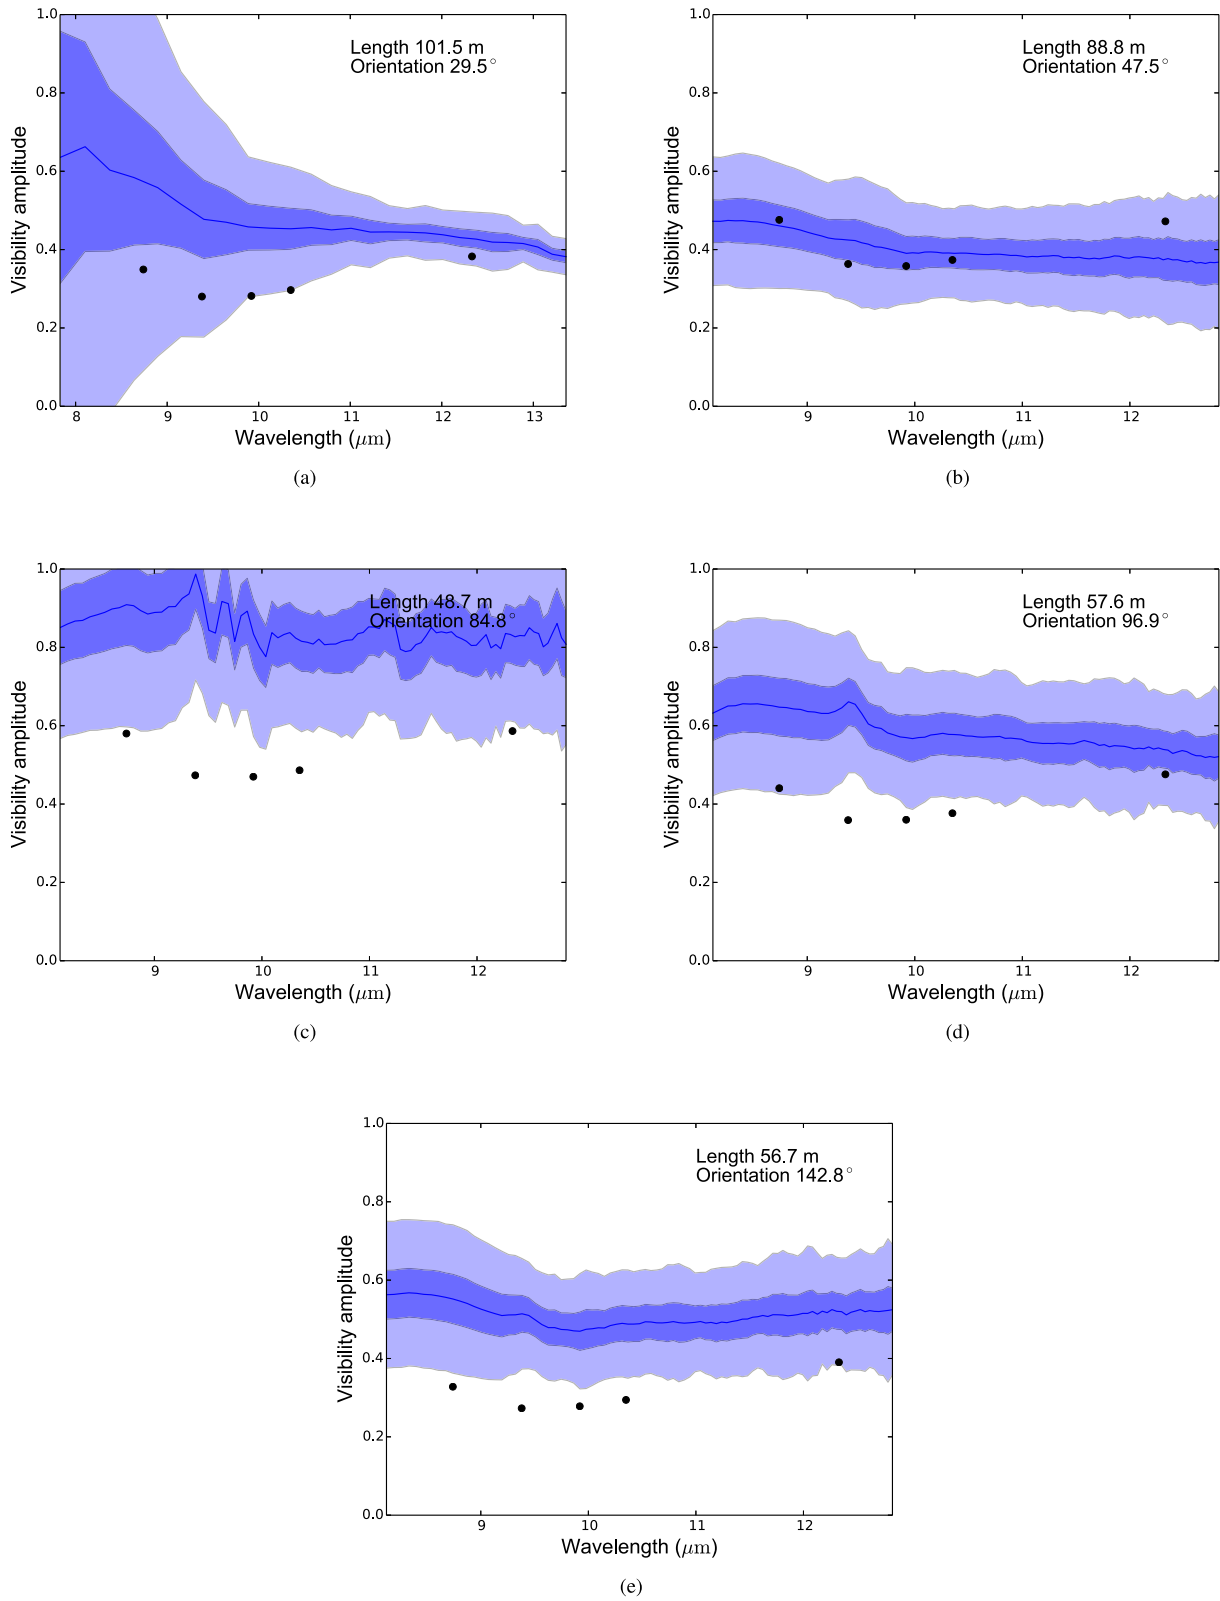 1.0
0.8
0.6
0.4
0.2
0.0
Visibility amplitude
Length 101.5 m
Orientation 29.5°
8 9 10 11 12 13
Wavelength (μm)
(a)
1.0
0.8
0.6
0.4
0.2
0.0
Visibility amplitude
Length 88.8 m
Orientation 47.5°
9 10 11 12
Wavelength (μm)
(b)
1.0
0.8
0.6
0.4
0.2
0.0
Visibility amplitude
Length 48.7 m
Orientation 84.8°
9 10 11 12
Wavelength (μm)
(c)
1.0
0.8
0.6
0.4
0.2
0.0
Visibility amplitude
Length 57.6 m
Orientation 96.9°
9 10 11 12
Wavelength (μm)
(d)
1.0
0.8
0.6
0.4
0.2
0.0
Visibility amplitude
Length 56.7 m
Orientation 142.8°
9 10 11 12
Wavelength (μm)
(e)